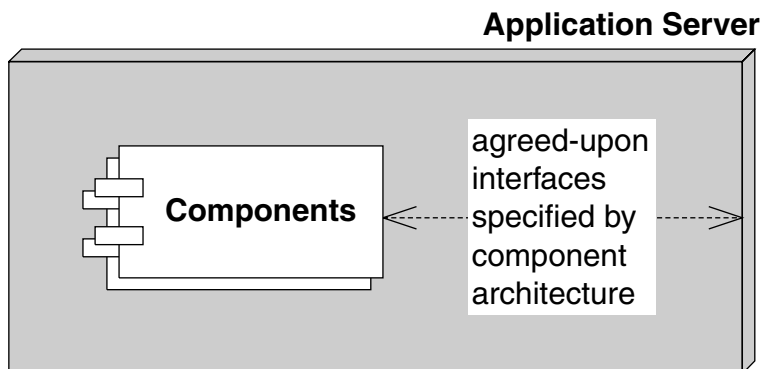 Application Server
agreed-upon
interfaces
Components
specified by
component
architecture